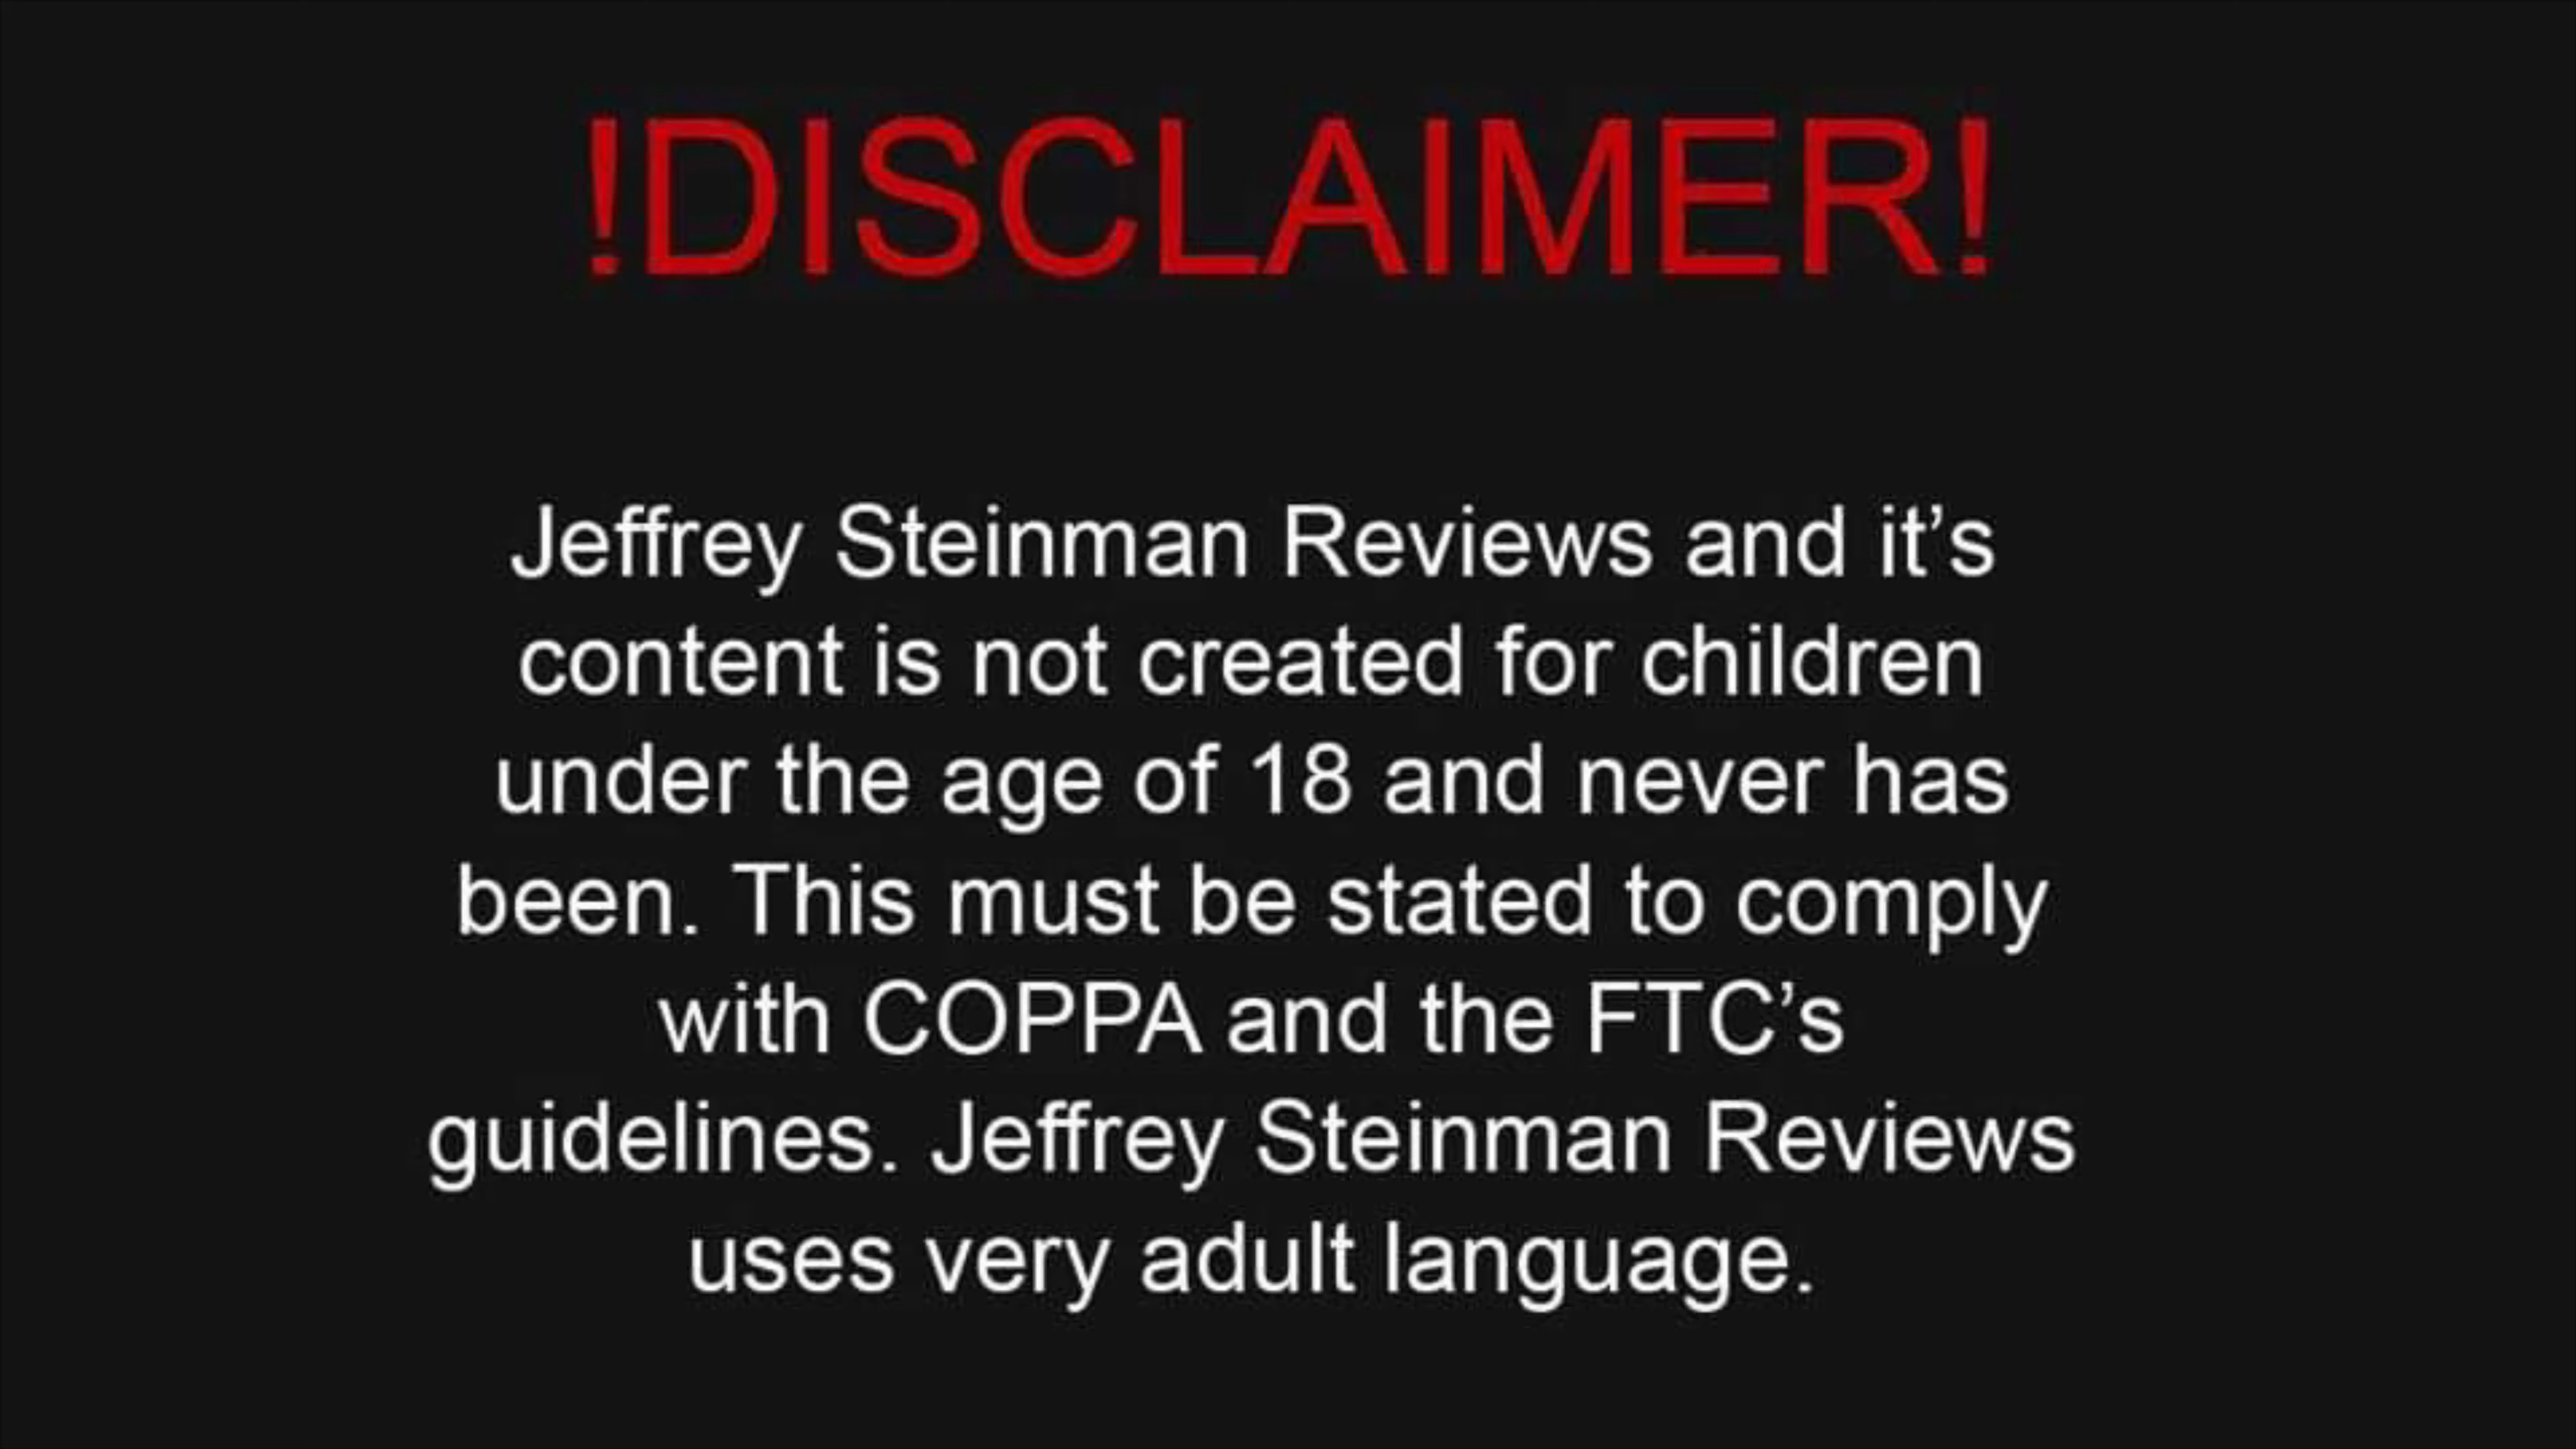 !DISCLAIMER!
Jeffrey Steinman Reviews and it’s
content is not created for children
under the age of 18 and never has
been. This must be stated to comply
with COPPA and the FTC’s
guidelines. Jeffrey Steinman Reviews
uses very adult language.